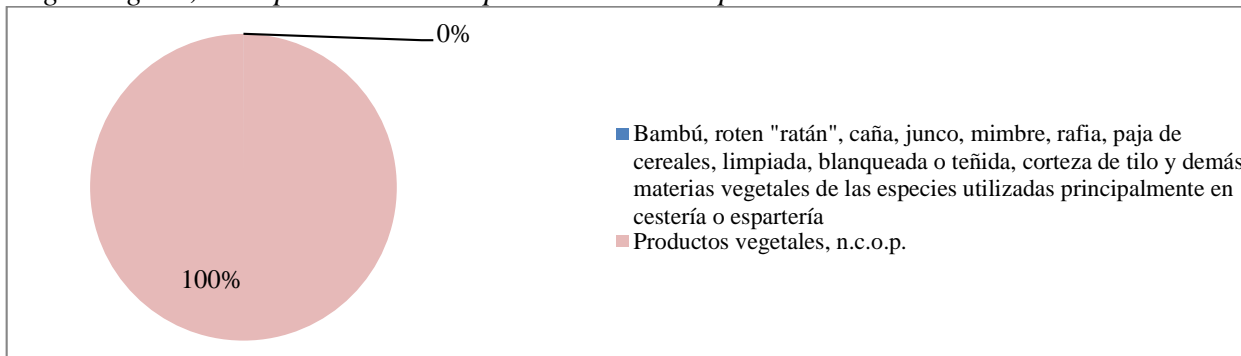 0%
100%
Bambú, roten "ratán", caña, junco, mimbre, rafia, paja de
cereales, limpiada, blanqueada o teñida, corteza de tilo y demás
materias vegetales de las especies utilizadas principalmente en
cestería o espartería
Productos vegetales, n.c.o.p.